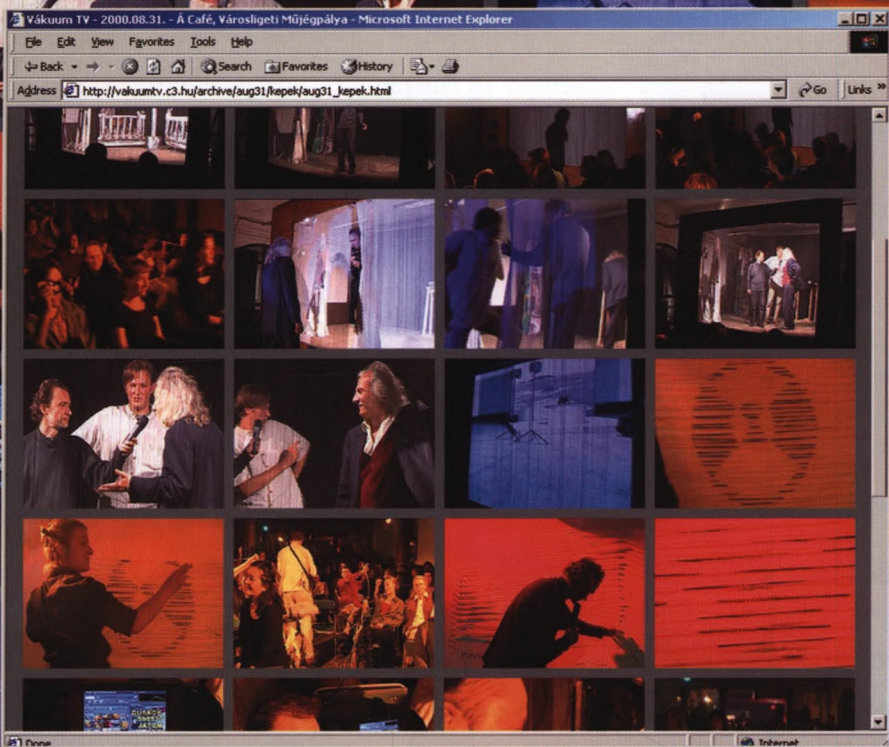 Vákuum TV - 2000.08.31. - Á Café, Városligeti Műjégpálya - Microsoft Internet Explorer
File Edit View Favorites Tools Help
Back Search Favorites History
Address http://vakuumtv.c3.hu/archive/aug31/kepek/aug31_kepek.html Go Links »
Done Internet